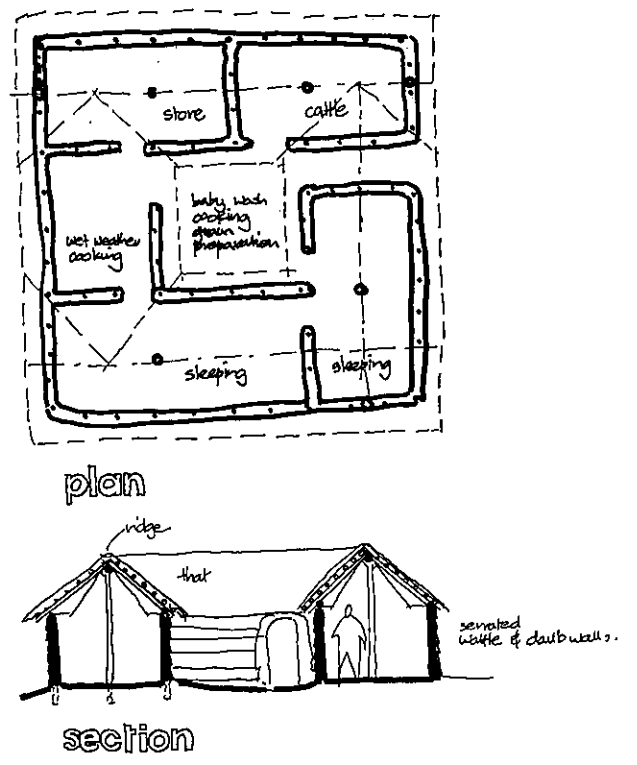 store
cattle
baby wash
cooking
preparation
wet weather
cooking
sleeping
sleeping
plan
ridge
that
serrated
wattle & daub walls.
section